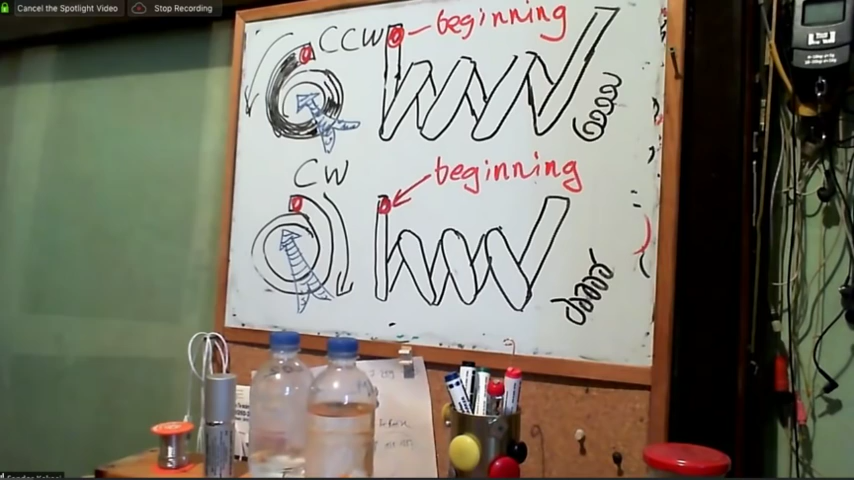 Cancel the Spotlight Video
Stop Recording
CCW
beginning
CW
beginning